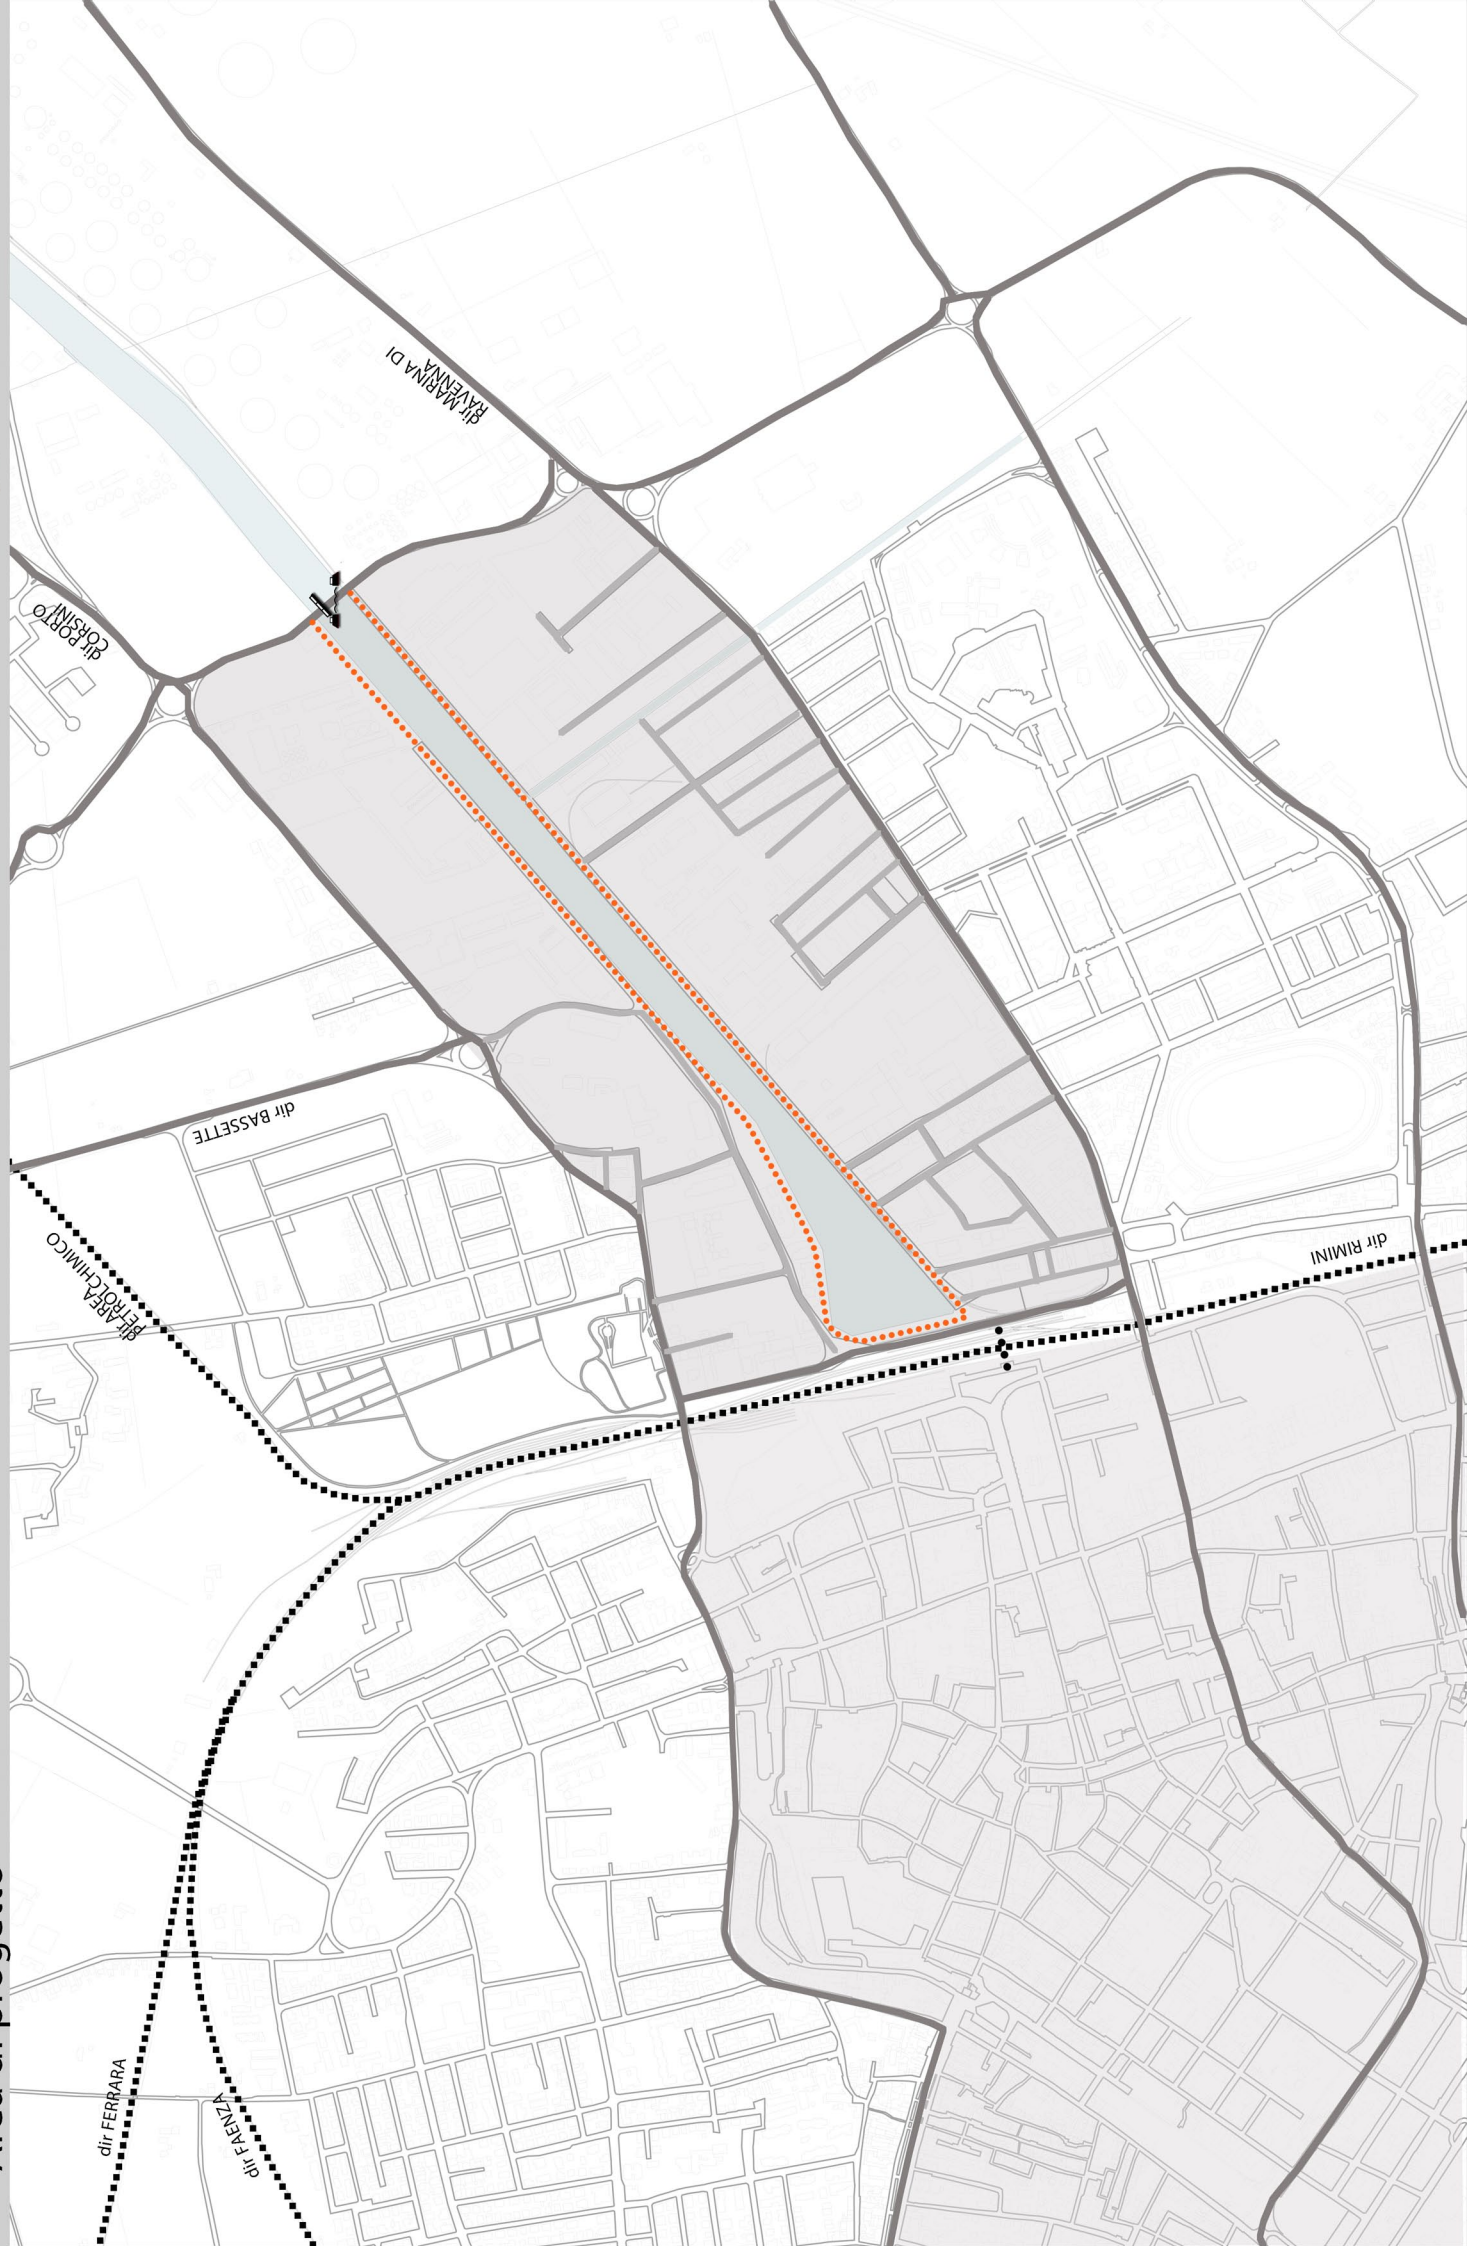 dir MARINA DI
RAVENNA
dir PORTO
CORSINI
dir BASSETTE
dir AREA
PETROLCHIMICO
dir RIMINI
dir FERRARA
dir FAENZA